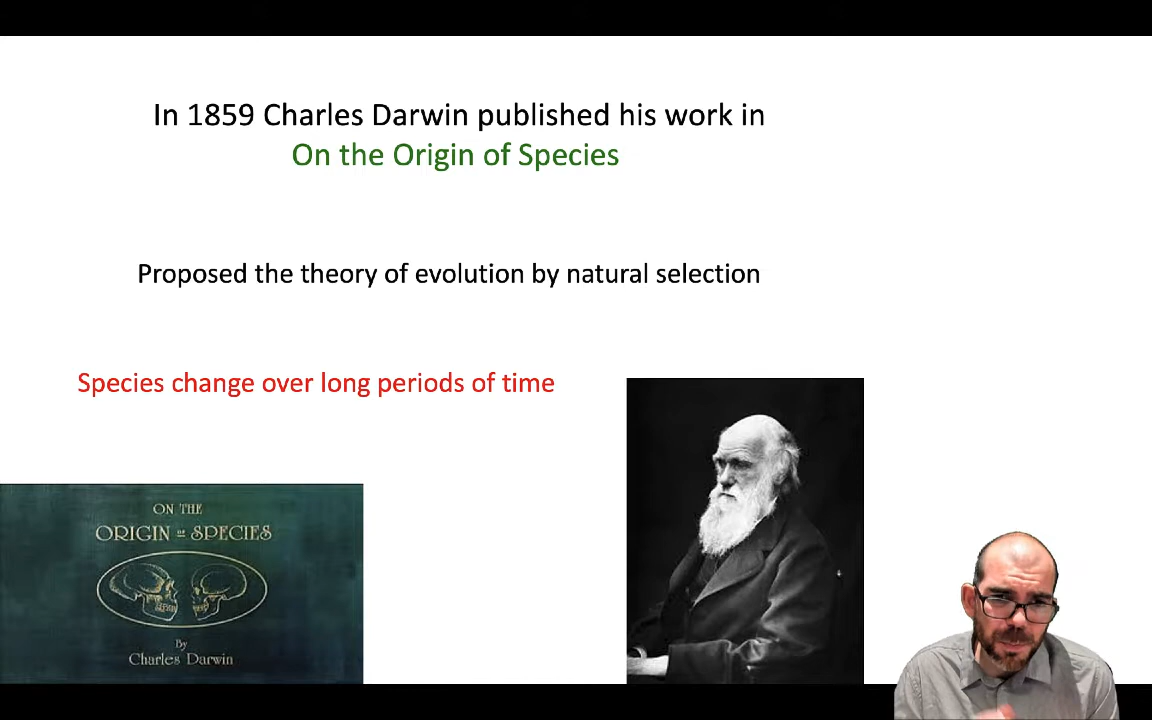 In 1859 Charles Darwin published his work in
On the Origin of Species
Proposed the theory of evolution by natural selection
Species change over long periods of time
ON THE
ORIGIN OF SPECIES
By
Charles Darwin